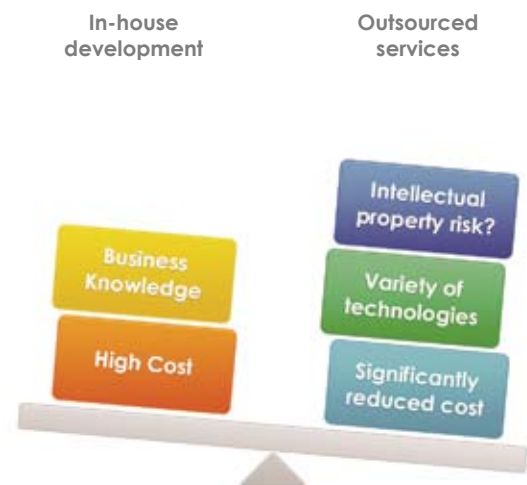 In-house
development
Outsourced
services
Intellectual
property risk?
Business
Knowledge
Variety of
technologies
High Cost
Significantly
reduced cost